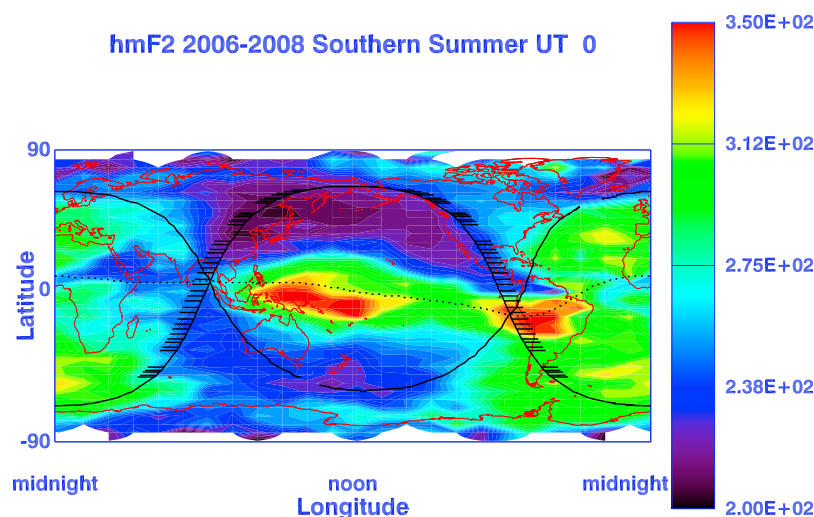 hmF2 2006-2008 Southern Summer UT 0
3.50E+02
3.12E+02
2.75E+02
2.38E+02
2.00E+02
90
0
-90
Latitude
midnight
noon
midnight
Longitude